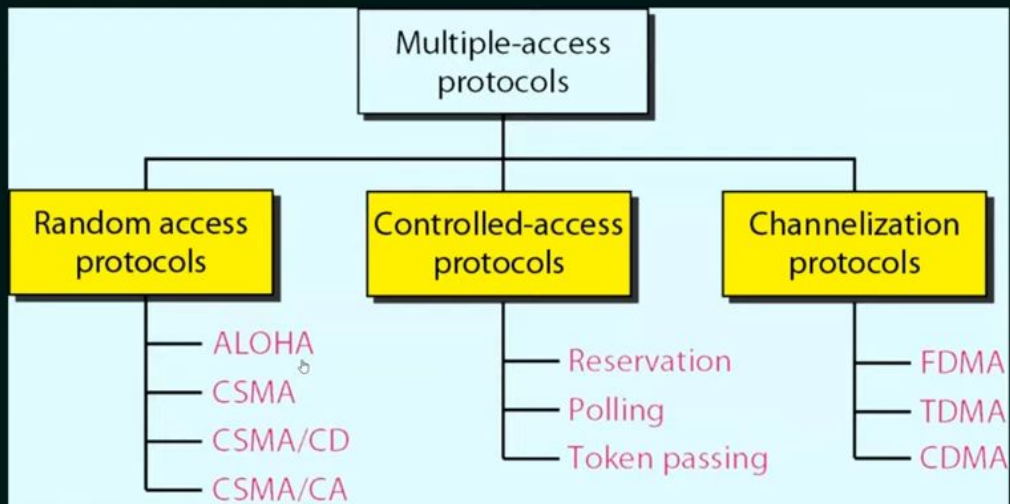 Multiple-access
protocols
Random access
protocols
ALOHA
CSMA
CSMA/CD
CSMA/CA
Controlled-access
protocols
Reservation
Polling
Token passing
Channelization
protocols
FDMA
TDMA
CDMA